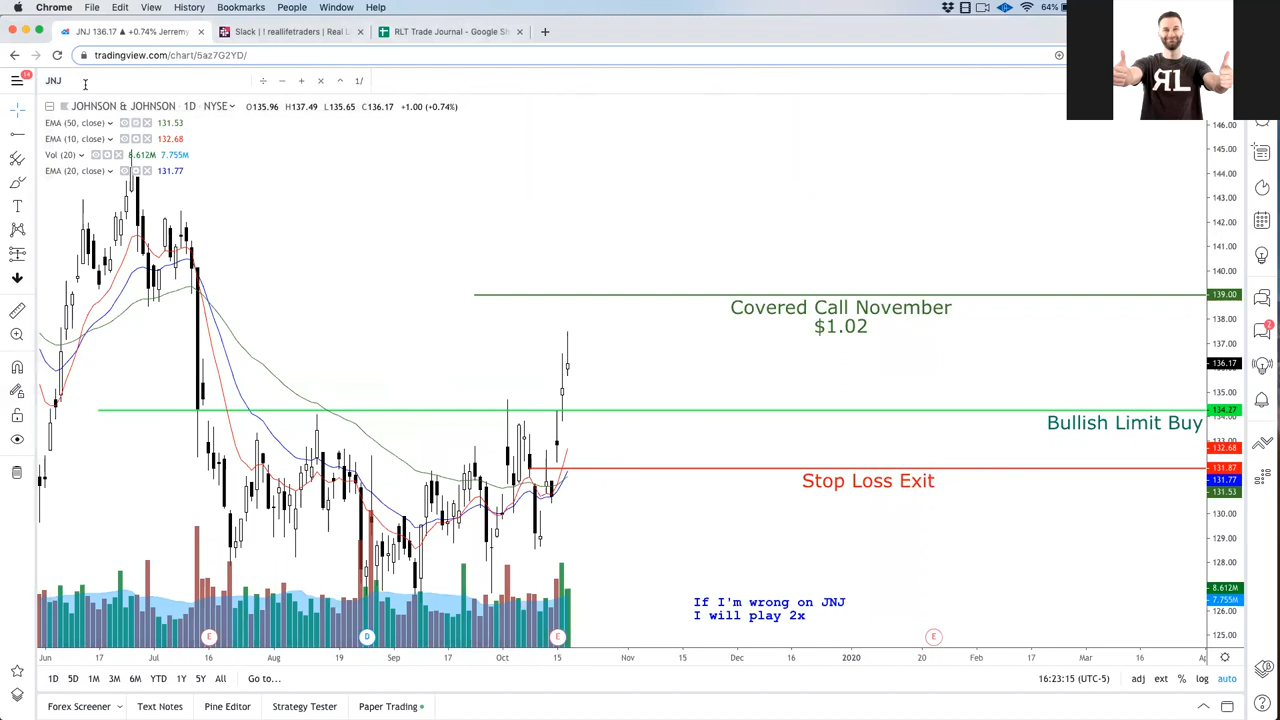 Chrome File Edit View History Bookmarks People Window Help 64%
JNJ 136.17 ▲ +0.74% Jerremy Slack | ! reallifetraders | Real L RLT Trade Journal - Google Sh
tradingview.com/chart/5az7G2YD/
14
JNJ ÷ − + × ^ 1/
JOHNSON & JOHNSON · 1D · NYSE O135.96 H137.49 L135.65 C136.17 +1.00 (+0.74%)
EMA (50, close) 131.53
EMA (10, close) 132.68
Vol (20) 8.612M 7.755M
EMA (20, close) 131.77
RL
146.00
145.00
144.00
143.00
142.00
141.00
140.00
139.00
Covered Call November
$1.02
138.00
137.00
136.17
135.00
134.27
Bullish Limit Buy
133.00
132.68
131.87
Stop Loss Exit
131.77
131.53
130.00
129.00
128.00
8.612M
7.755M
If I'm wrong on JNJ
I will play 2x
126.00
125.00
E D E E
2
Jun 17 Jul 16 Aug 19 Sep 17 Oct 15 Nov 15 Dec 16 2020 20 Feb 17 Mar 16
1D 5D 1M 3M 6M YTD 1Y 5Y All Go to... 16:23:15 (UTC-5) adj ext % log auto
Forex Screener Text Notes Pine Editor Strategy Tester Paper Trading